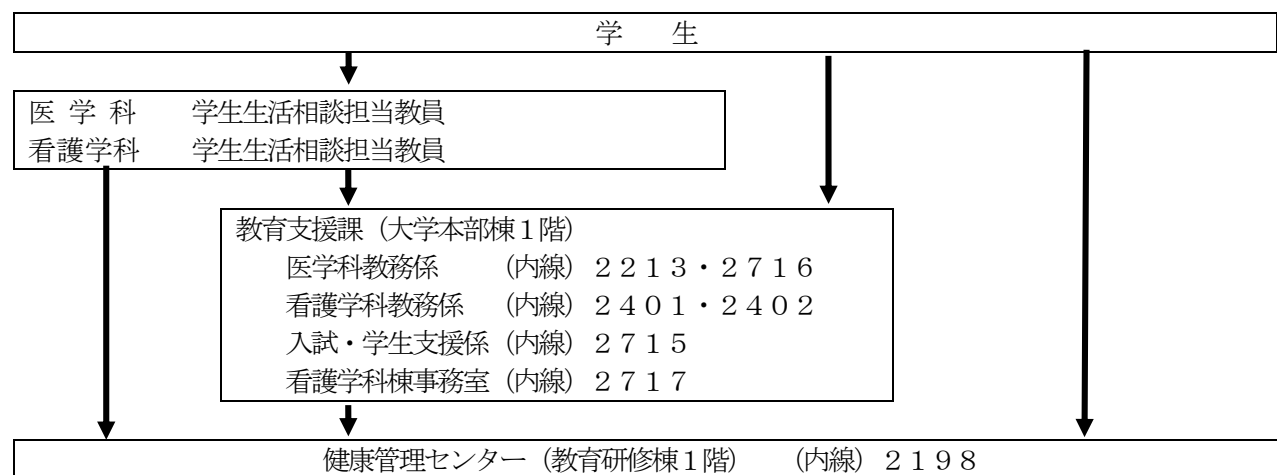 学　　生
医 学 科　　学生生活相談担当教員
看護学科　　学生生活相談担当教員
教育支援課（大学本部棟１階）
医学科教務係　　（内線）２２１３・２７１６
看護学科教務係　（内線）２４０１・２４０２
入試・学生支援係（内線）２７１５
看護学科棟事務室（内線）２７１７
健康管理センター（教育研修棟１階）　　（内線）２１９８